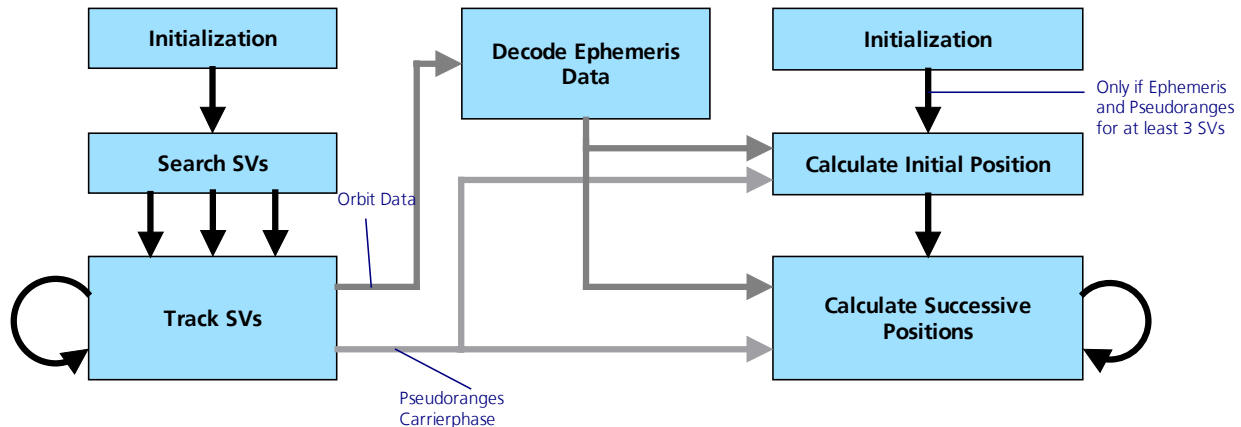 Initialization
Decode Ephemeris
Data
Initialization
Only if Ephemeris
and Pseudoranges
for at least 3 SVs
Search SVs
Calculate Initial Position
Orbit Data
Track SVs
Calculate Successive
Positions
Pseudoranges
Carrierphase